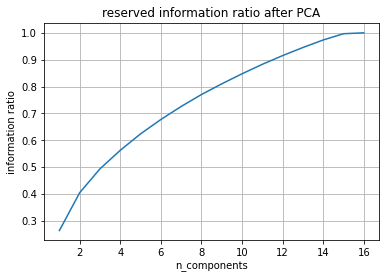 reserved information ratio after PCA
1.0
0.9
0.8
0.7
0.6
0.5
0.4
0.3
information ratio
2 4 6 8 10 12 14 16
n_components